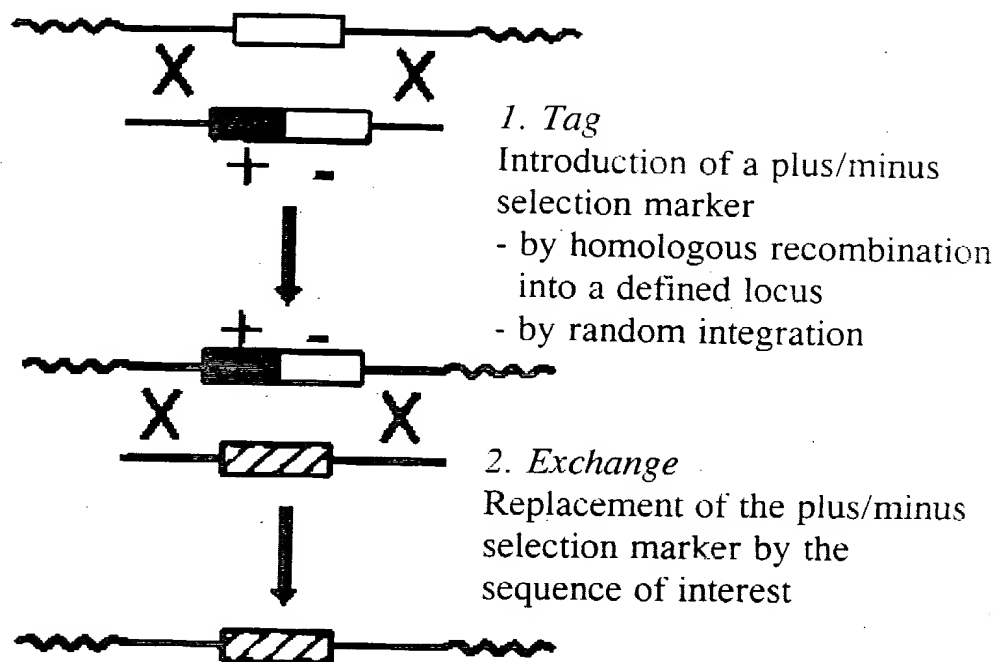 1. Tag
Introduction of a plus/minus
selection marker
- by homologous recombination
into a defined locus
- by random integration
+ -
+ -
2. Exchange
Replacement of the plus/minus
selection marker by the
sequence of interest